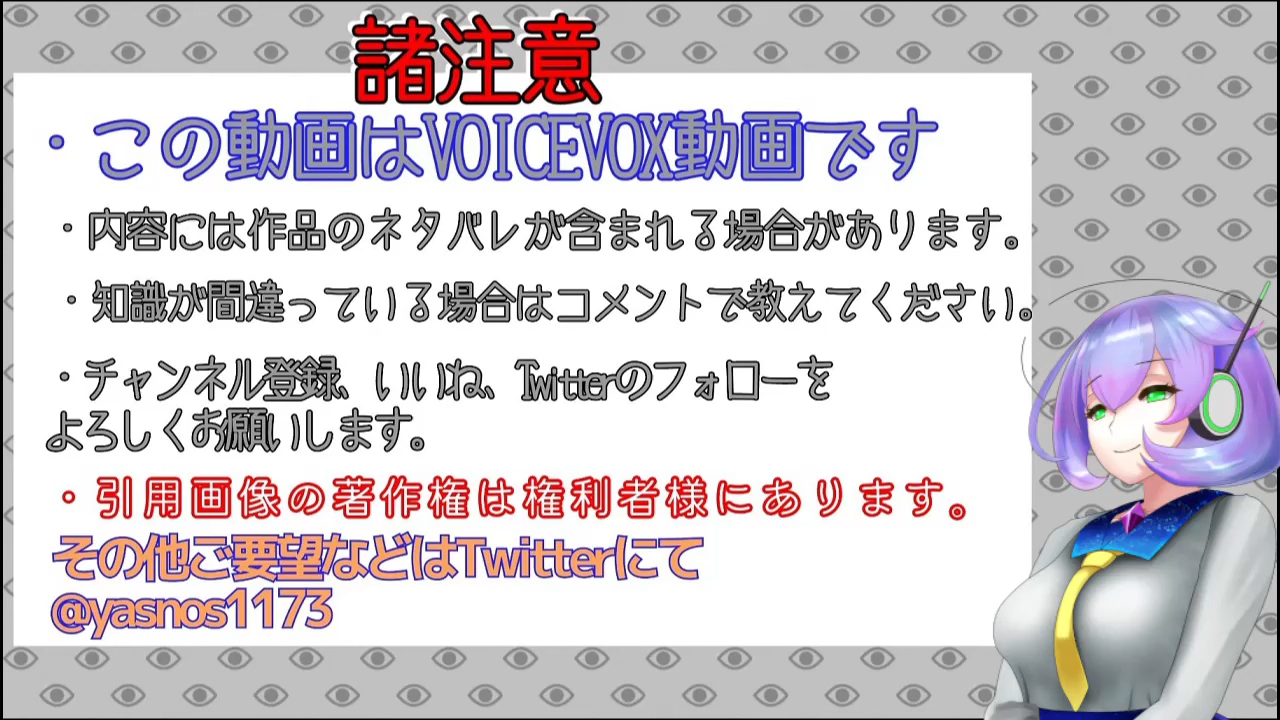 諸注意
・この動画はVOICEVOX動画です
・内容には作品のネタバレが含まれる場合があります。
・知識が間違っている場合はコメントで教えてください。
・チャンネル登録、いいね、Twitterのフォローを
よろしくお願いします。
・引用画像の著作権は権利者様にあります。
その他ご要望などはTwitterにて
@yasnos1173